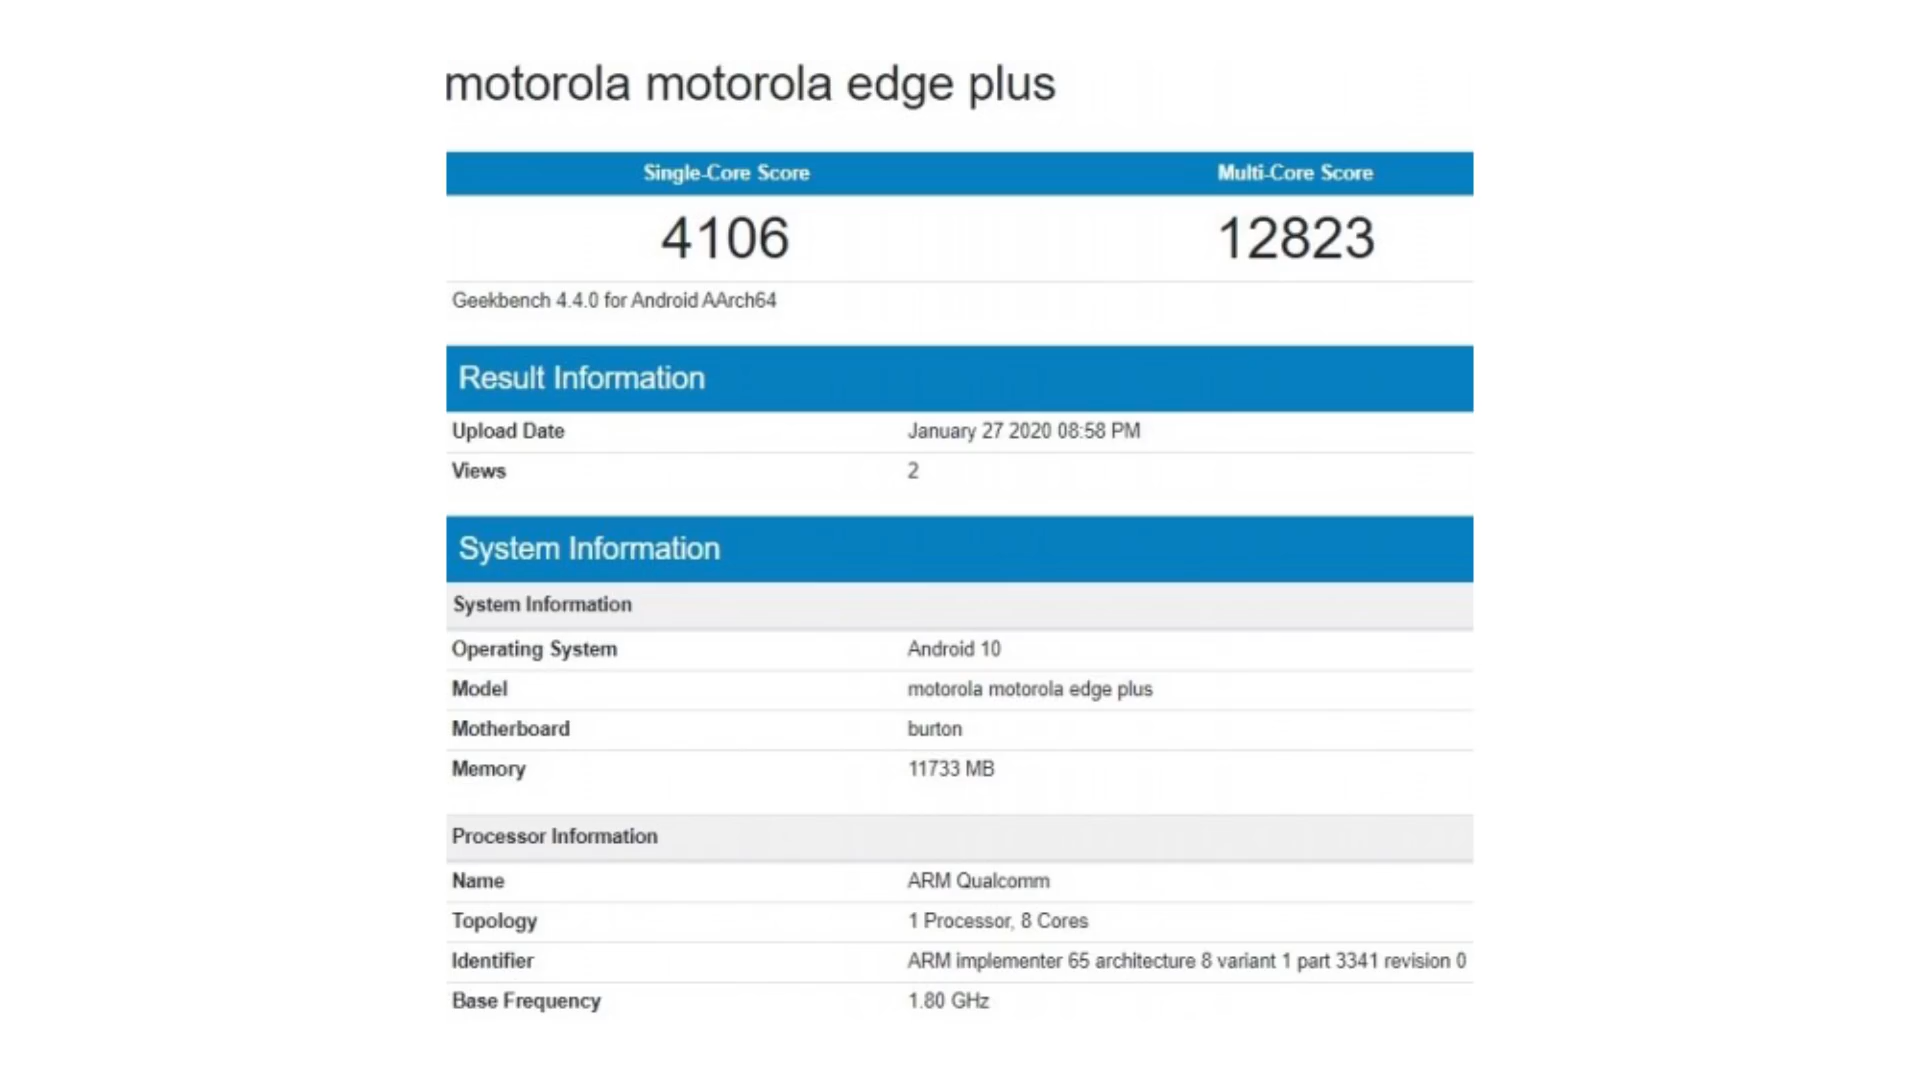 motorola motorola edge plus
Single-Core Score Multi-Core Score
4106 12823
Geekbench 4.4.0 for Android AArch64
Result Information
Upload Date January 27 2020 08:58 PM
Views 2
System Information
System Information
Operating System Android 10
Model motorola motorola edge plus
Motherboard burton
Memory 11733 MB
Processor Information
Name ARM Qualcomm
Topology 1 Processor, 8 Cores
Identifier ARM implementer 65 architecture 8 variant 1 part 3341 revision 0
Base Frequency 1.80 GHz